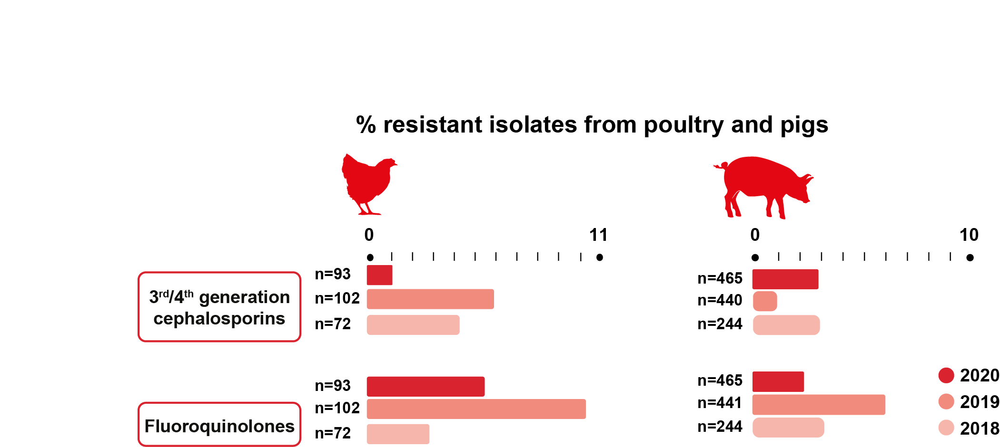 % resistant isolates from poultry and pigs
0 11
0 10
3rd/4th generation
cephalosporins
n=93
n=102
n=72
n=465
n=440
n=244
Fluoroquinolones
n=93
n=102
n=72
n=465
n=441
n=244
2020
2019
2018